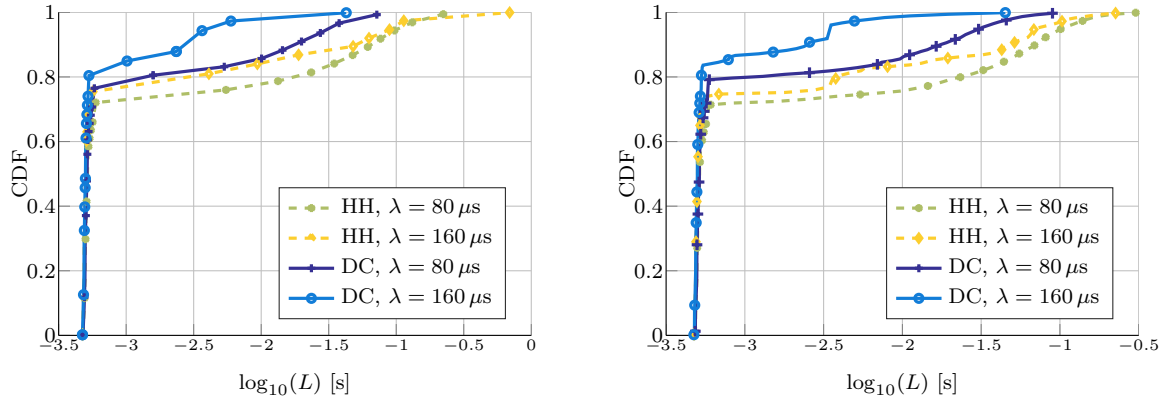 1
0.8
0.6
0.4
0.2
0
CDF
−3.5 −3 −2.5 −2 −1.5 −1 −0.5 0
log₁₀(L) [s]
HH, λ = 80 µs
HH, λ = 160 µs
DC, λ = 80 µs
DC, λ = 160 µs
1
0.8
0.6
0.4
0.2
0
CDF
−3.5 −3 −2.5 −2 −1.5 −1 −0.5
log₁₀(L) [s]
HH, λ = 80 µs
HH, λ = 160 µs
DC, λ = 80 µs
DC, λ = 160 µs